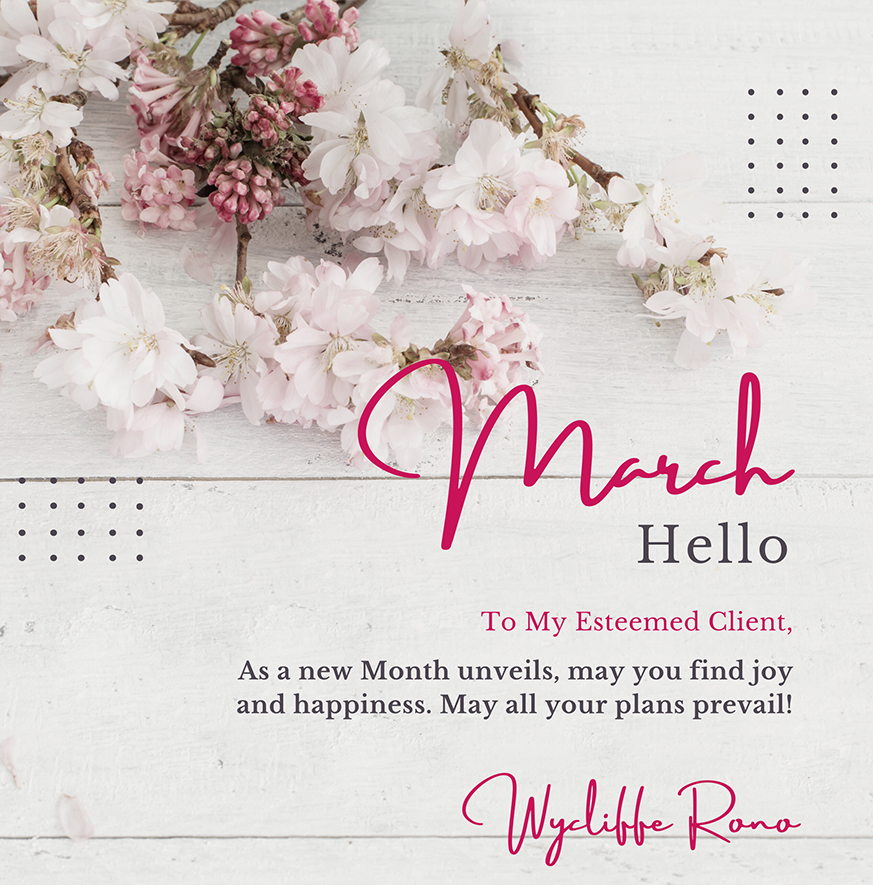 March
Hello
To My Esteemed Client,
As a new Month unveils, may you find joy
and happiness. May all your plans prevail!
Wycliffe Rono